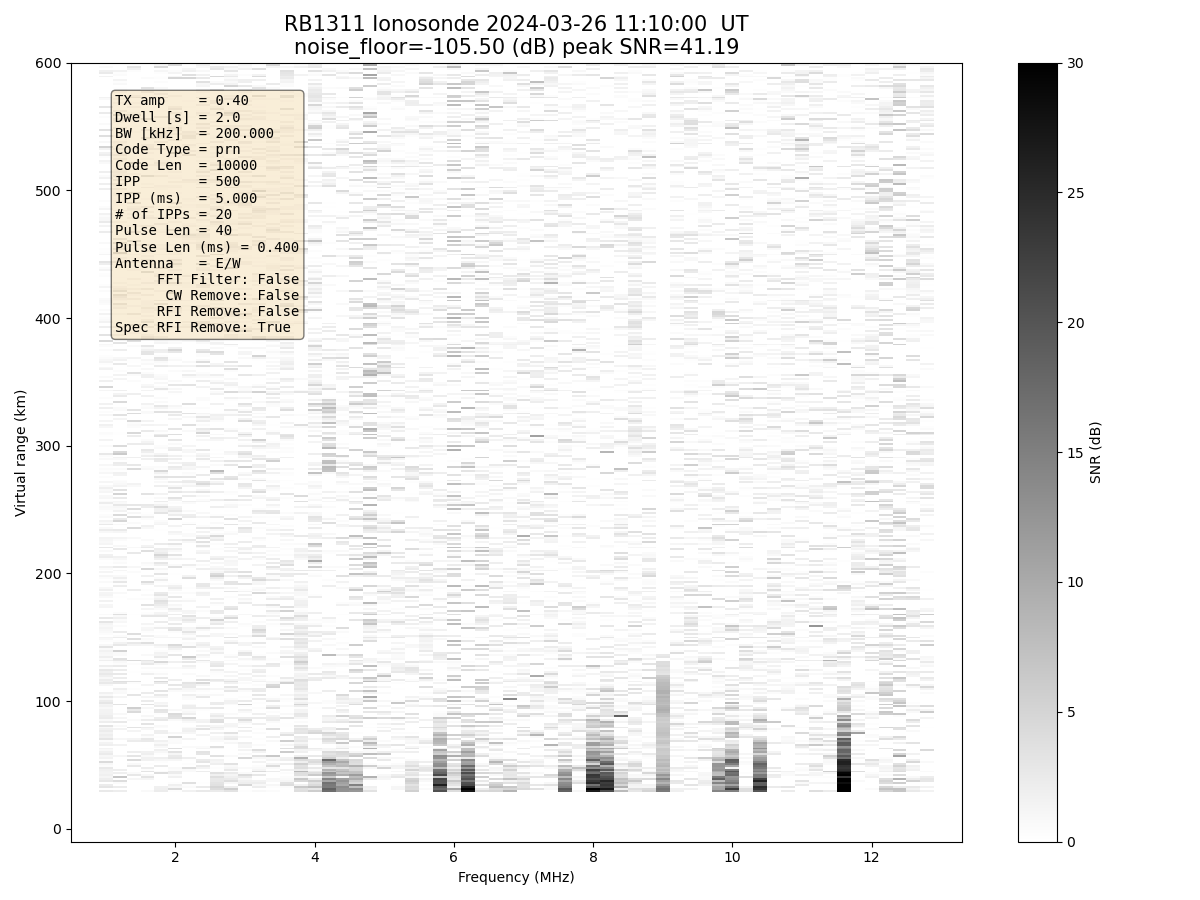 RB1311 Ionosonde 2024-03-26 11:10:00  UT
noise_floor=-105.50 (dB) peak SNR=41.19
TX amp    = 0.40
Dwell [s] = 2.0
BW [kHz]  = 200.000
Code Type = prn
Code Len  = 10000
IPP       = 500
IPP (ms)  = 5.000
# of IPPs = 20
Pulse Len = 40
Pulse Len (ms) = 0.400
Antenna   = E/W
FFT Filter: False
CW Remove: False
RFI Remove: False
Spec RFI Remove: True
600
500
400
300
200
100
0
Virtual range (km)
2 4 6 8 10 12
Frequency (MHz)
30
25
20
15
10
5
0
SNR (dB)